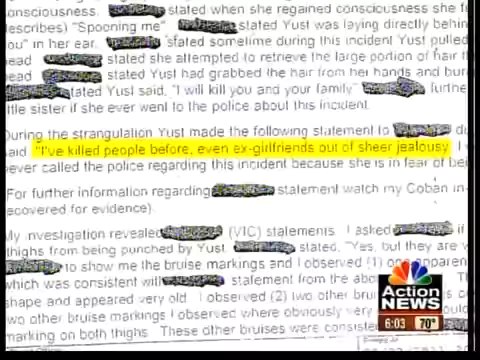 consciousness. stated when she regained consciousness she f
describes) "Spooning me" stated Yust was laying directly behin
ou" in her ear. stated sometime during this incident Yust pulled
ead stated she attempted to retrieve the large portion of hair th
stated Yust had grabbed the hair from her hands and bur
tated Yust said, "I will kill you and your family" furthe
ttle sister if she ever went to the police about this incident.
During the strangulation Yust made the following statement to du
said "I've killed people before, even ex-girlfriends out of sheer jealousy.
ever called the police regarding this incident because she is in fear of be
For further information regarding statement watch my Coban in-
ecovered for evidence).
My investigation revealed (VIC) statements. I asked if
thighs from being punched by Yust stated, "Yes, but they are v
to show me the bruise markings and I observed (1) one apparen
which was consistent wi statement from the abo Th
shape and appeared very old. I observed (2) two other brui s c
two other bruise markings I observed where obviously very
marking on both thighs. These other bruises were consiste
Action
NEWS
6:03 70°